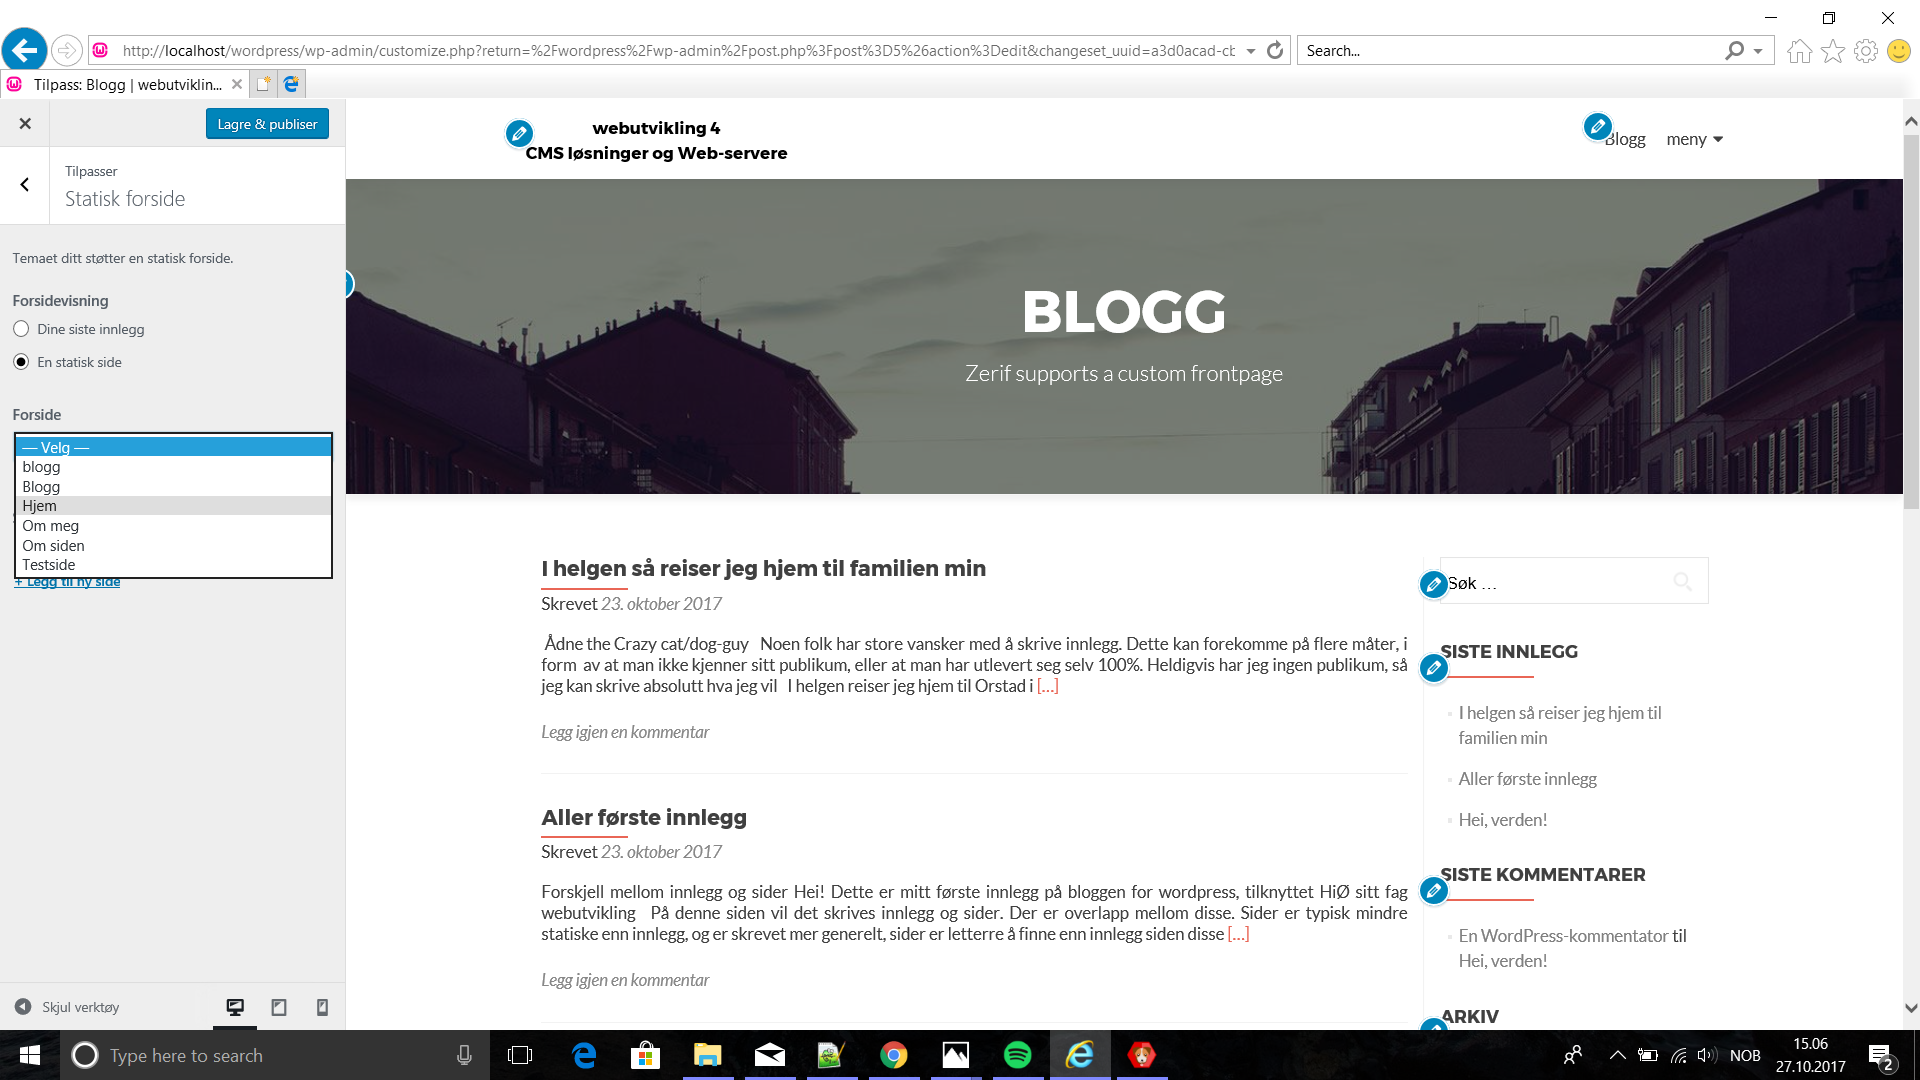 http://localhost/wordpress/wp-admin/customize.php?return=%2Fwordpress%2Fwp-admin%2Fpost.php%3Fpost%3D5%26action%3Dedit&changeset_uuid=a3d0acad-cb
Search...
Tilpass: Blogg | webutviklin...
Lagre & publiser
Tilpasser
Statisk forside
Temaet ditt støtter en statisk forside.
Forsidevisning
Dine siste innlegg
En statisk side
Forside
— Velg —
blogg
Blogg
Hjem
Om meg
Om siden
Testside
+ Legg til ny side
Skjul verktøy
webutvikling 4
CMS løsninger og Web-servere
Blogg meny
BLOGG
Zerif supports a custom frontpage
I helgen så reiser jeg hjem til familien min
Skrevet 23. oktober 2017
Ådne the Crazy cat/dog-guy Noen folk har store vansker med å skrive innlegg. Dette kan forekomme på flere måter, i
form av at man ikke kjenner sitt publikum, eller at man har utlevert seg selv 100%. Heldigvis har jeg ingen publikum, så
jeg kan skrive absolutt hva jeg vil I helgen reiser jeg hjem til Orstad i [...]
Legg igjen en kommentar
Aller første innlegg
Skrevet 23. oktober 2017
Forskjell mellom innlegg og sider Hei! Dette er mitt første innlegg på bloggen for wordpress, tilknyttet HiØ sitt fag
webutvikling På denne siden vil det skrives innlegg og sider. Der er overlapp mellom disse. Sider er typisk mindre
statiske enn innlegg, og er skrevet mer generelt, sider er letterre å finne enn innlegg siden disse [...]
Legg igjen en kommentar
Søk …
SISTE INNLEGG
I helgen så reiser jeg hjem til
familien min
Aller første innlegg
Hei, verden!
SISTE KOMMENTARER
En WordPress-kommentator til
Hei, verden!
ARKIV
Type here to search
NOB
15.06
27.10.2017
2